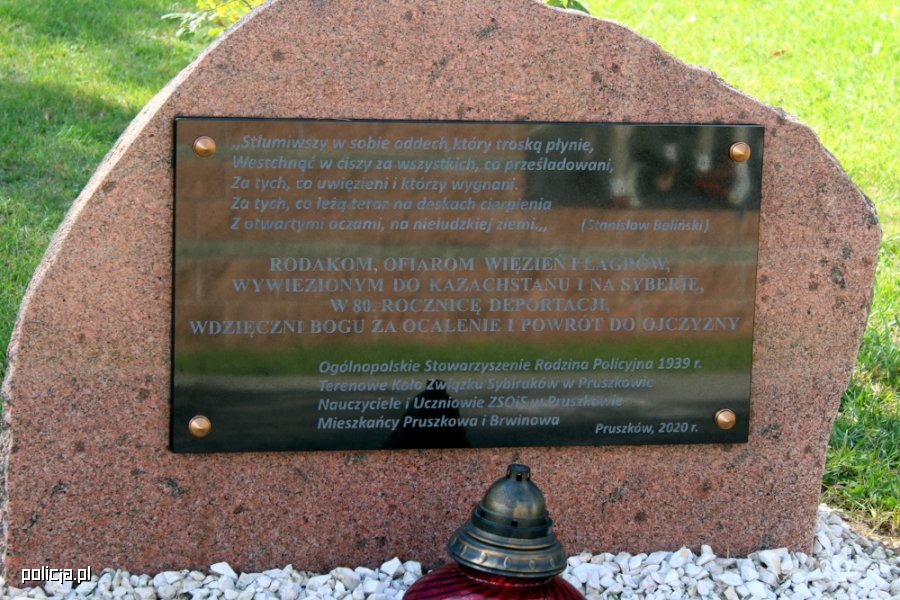 „Stłumiwszy w sobie oddech, który troską płynie,
Westchnąć w ciszy za wszystkich, co prześladowani,
Za tych, co uwięzieni i którzy wygnani.
Za tych, co leżą teraz na deskach cierpienia
Z otwartymi oczami, na nieludzkiej ziemi.,, (Stanisław Baliński)
RODAKOM, OFIAROM WIĘZIEŃ I ŁAGRÓW,
WYWIEZIONYM DO KAZACHSTANU I NA SYBERIĘ,
W 80. ROCZNICĘ DEPORTACJI,
WDZIĘCZNI BOGU ZA OCALENIE I POWRÓT DO OJCZYZNY
Ogólnopolskie Stowarzyszenie Rodzina Policyjna 1939 r.
Terenowe Koło Związku Sybiraków w Pruszkowie
Nauczyciele i Uczniowie ZSOiS w Pruszkowie
Mieszkańcy Pruszkowa i Brwinowa
Pruszków, 2020 r.
policja.pl